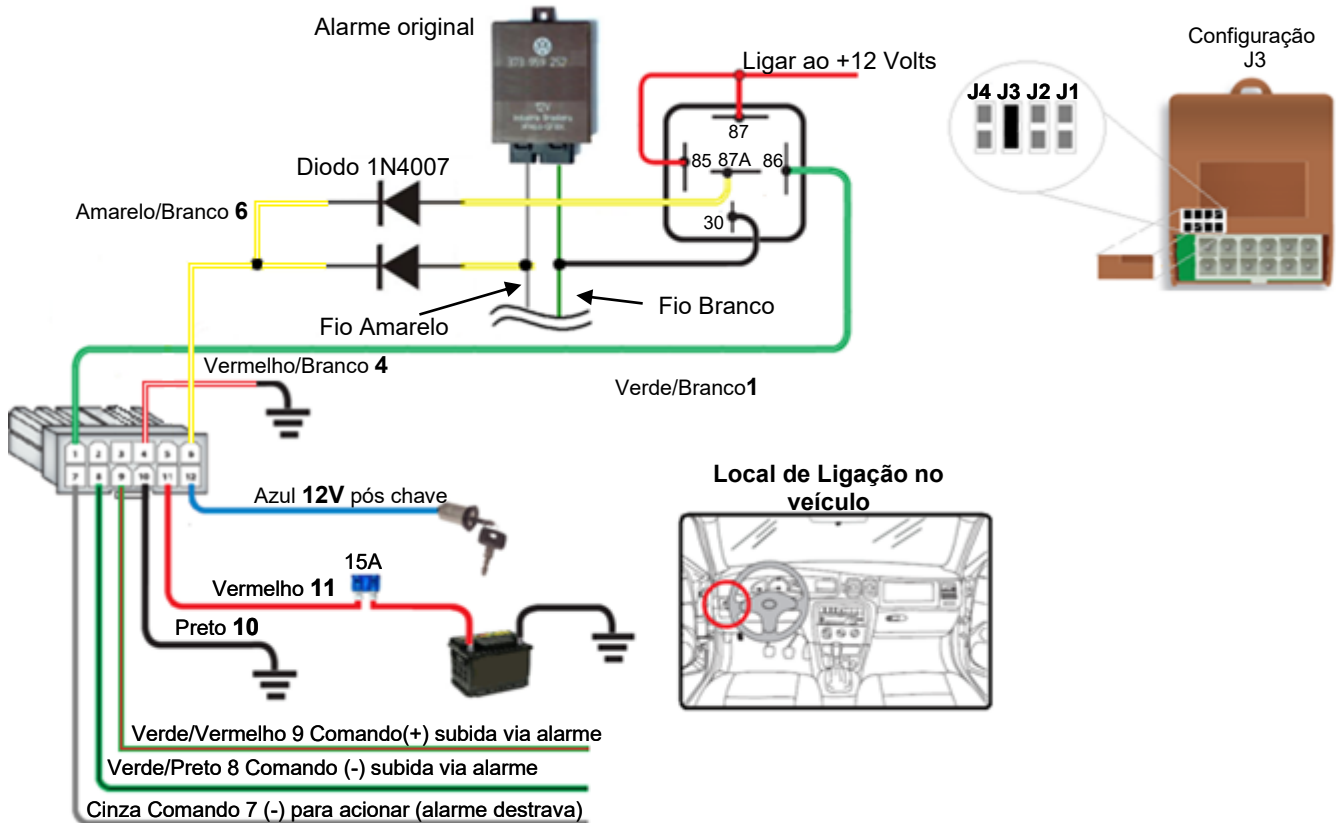 Alarme original
373 959 252
12V
Ligar ao +12 Volts
87
85
87A
86
30
Configuração
J3
J4 J3 J2 J1
Diodo 1N4007
Amarelo/Branco 6
Fio Amarelo
Fio Branco
Vermelho/Branco 4
Verde/Branco1
1 2 3 4 5 6
7 8 9 10 11 12
Azul 12V pós chave
15A
Vermelho 11
Preto 10
Local de Ligação no
veículo
Verde/Vermelho 9 Comando(+) subida via alarme
Verde/Preto 8 Comando (-) subida via alarme
Cinza Comando 7 (-) para acionar (alarme destrava)